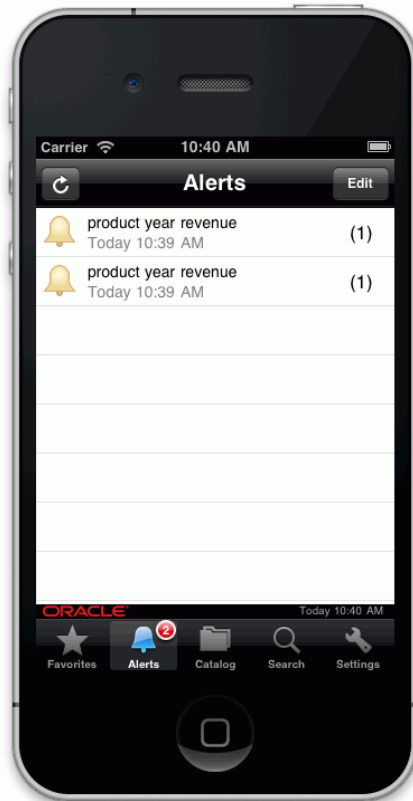 Carrier 10:40 AM
Alerts Edit
product year revenue (1)
Today 10:39 AM
product year revenue (1)
Today 10:39 AM
ORACLE Today 10:40 AM
2
Favorites Alerts Catalog Search Settings